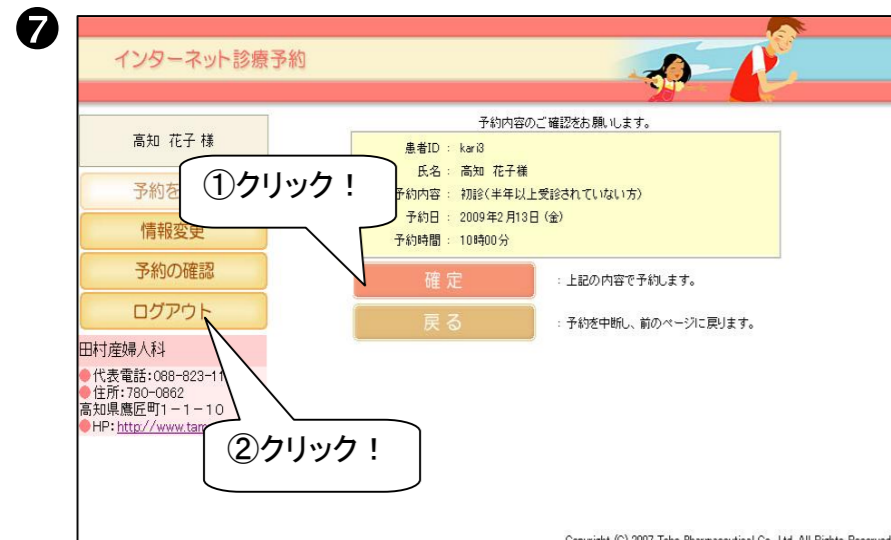 ❼
インターネット診療予約
高知 花子 様
予約を
情報変更
予約の確認
ログアウト
田村産婦人科
●代表電話:088-823-11
●住所:780-0862
高知県鷹匠町1-1-10
●HP:http://www.tam
①クリック!
②クリック!
予約内容のご確認をお願いします。
患者ID : kari3
氏名 : 高知 花子様
予約内容 : 初診(半年以上受診されていない方)
予約日 : 2009年2月13日(金)
予約時間 : 10時00分
確定 : 上記の内容で予約します。
戻る : 予約を中断し、前のページに戻ります。
Copyright (C) 2007 Toho Pharmaceutical Co., Ltd. All Rights Reserved